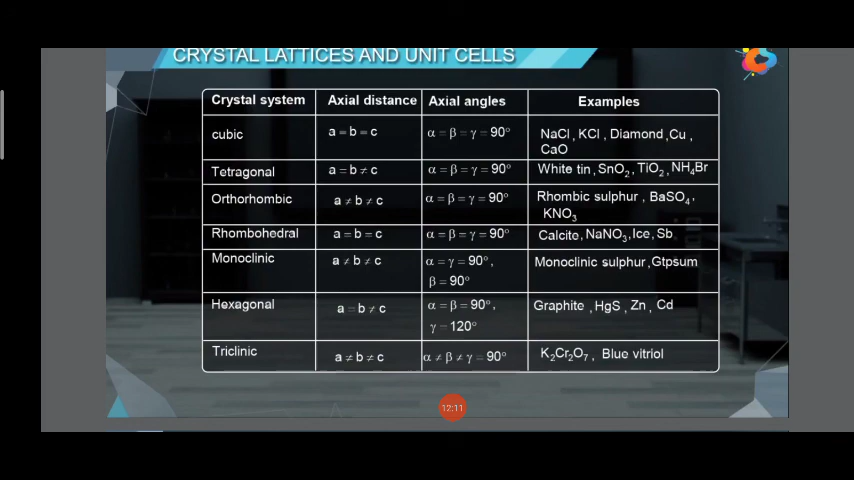 CRYSTAL LATTICES AND UNIT CELLS
Crystal system Axial distance Axial angles Examples
cubic a = b = c α = β = γ = 90° NaCl, KCl, Diamond, Cu,
CaO
Tetragonal a = b ≠ c α = β = γ = 90° White tin, SnO₂, TiO₂, NH₄Br
Orthorhombic a ≠ b ≠ c α = β = γ = 90° Rhombic sulphur, BaSO₄,
KNO₃
Rhombohedral a = b = c α = β = γ = 90° Calcite, NaNO₃, Ice, Sb
Monoclinic a ≠ b ≠ c α = γ = 90°, Monoclinic sulphur, Gtpsum
β = 90°
Hexagonal a = b ≠ c α = β = 90°, Graphite, HgS, Zn, Cd
γ = 120°
Triclinic a ≠ b ≠ c α ≠ β ≠ γ = 90° K₂Cr₂O₇, Blue vitriol
12:11